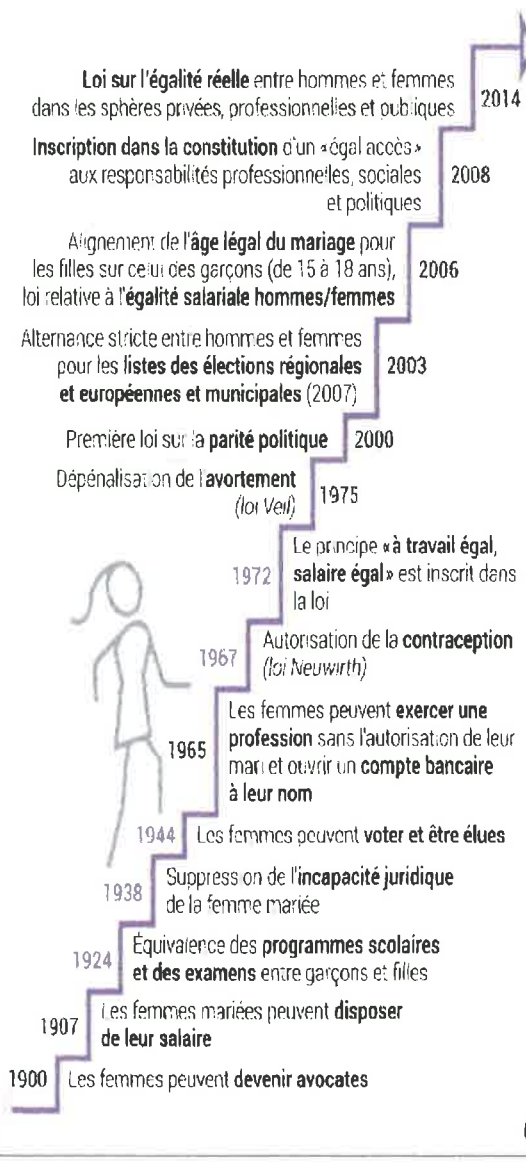 Loi sur l'égalité réelle entre hommes et femmes
dans les sphères privées, professionnelles et publiques
2014
Inscription dans la constitution d'un «égal accès»
aux responsabilités professionnelles, sociales
et politiques
2008
Alignement de l'âge légal du mariage pour
les filles sur celui des garçons (de 15 à 18 ans),
loi relative à l'égalité salariale hommes/femmes
2006
Alternance stricte entre hommes et femmes
pour les listes des élections régionales
et européennes et municipales (2007)
2003
Première loi sur la parité politique
2000
Dépénalisation de l'avortement
(loi Veil)
1975
1972
Le principe «à travail égal,
salaire égal» est inscrit dans
la loi
1967
Autorisation de la contraception
(loi Neuwirth)
1965
Les femmes peuvent exercer une
profession sans l'autorisation de leur
mari et ouvrir un compte bancaire
à leur nom
1944
Les femmes peuvent voter et être élues
1938
Suppression de l'incapacité juridique
de la femme mariée
1924
Équivalence des programmes scolaires
et des examens entre garçons et filles
1907
Les femmes mariées peuvent disposer
de leur salaire
1900
Les femmes peuvent devenir avocates